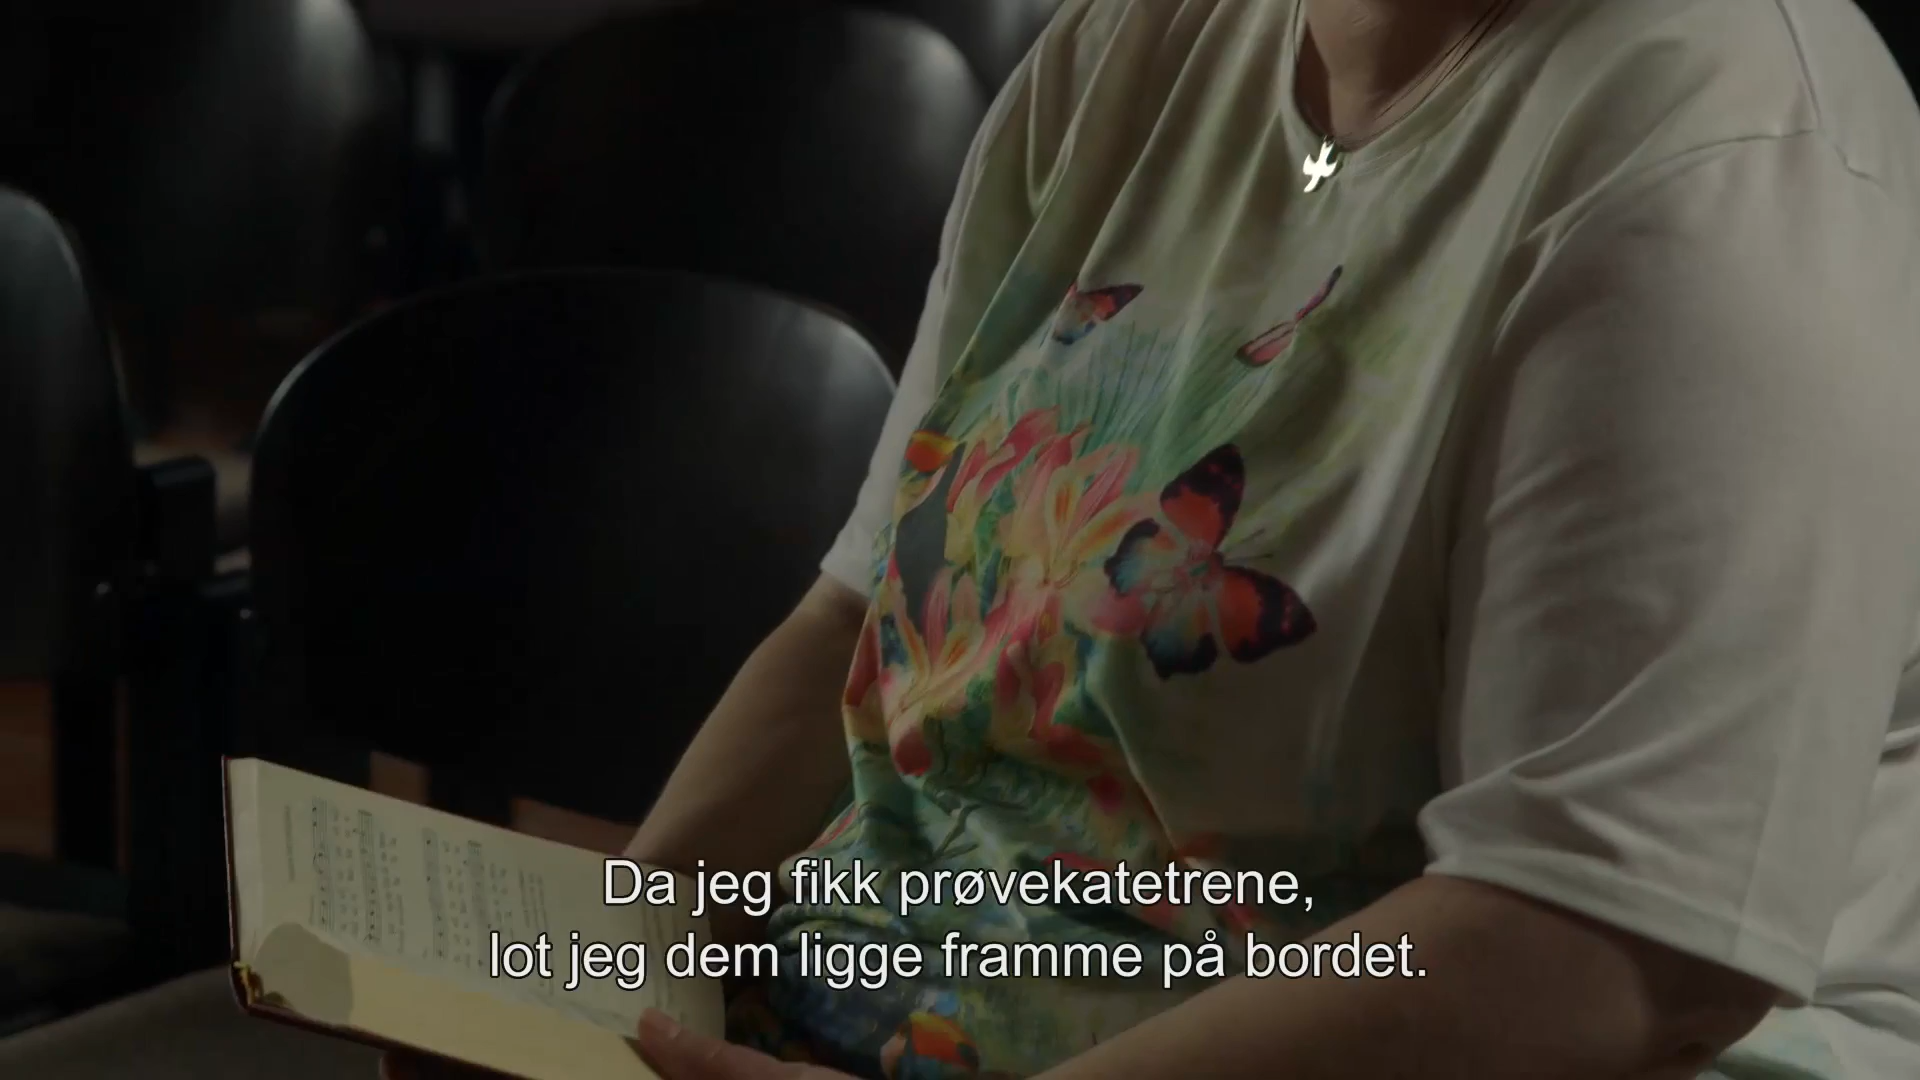 Da jeg fikk prøvekatetrene,
lot jeg dem ligge framme på bordet.